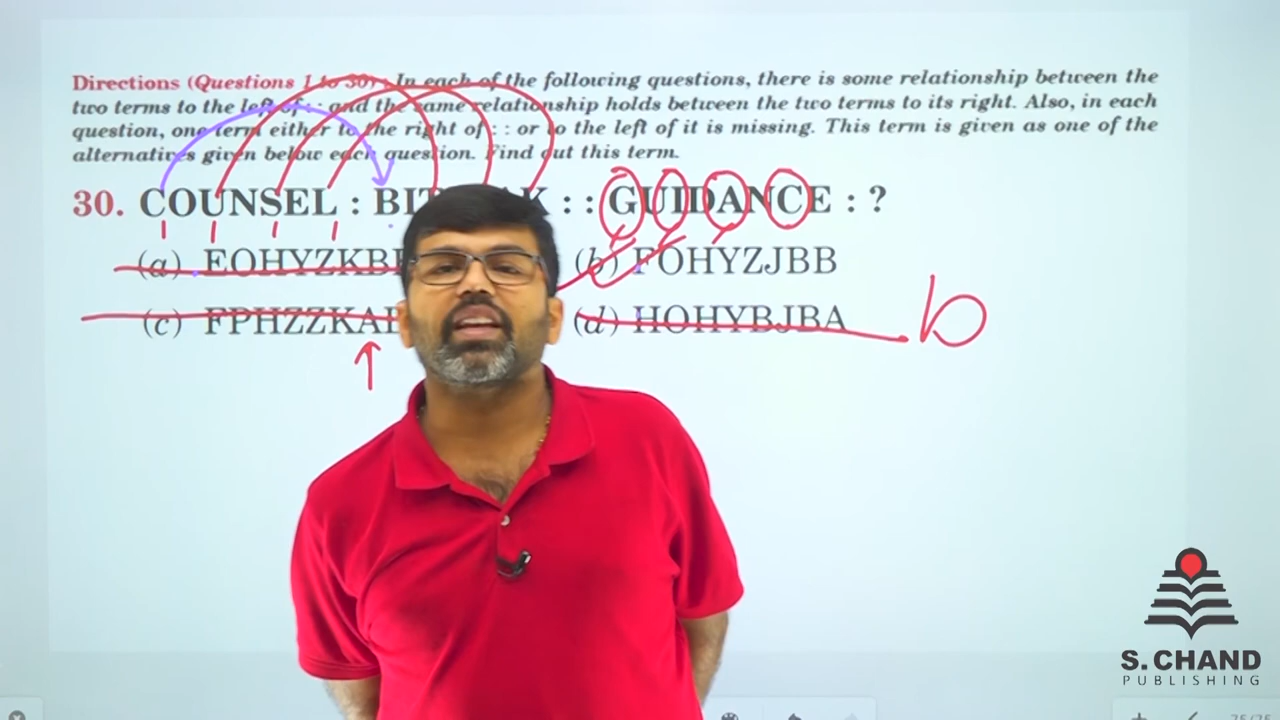 Directions (Questions 1 to 30) : In each of the following questions, there is some relationship between the
two terms to the left of : : and the same relationship holds between the two terms to its right. Also, in each
question, one term either to the right of : : or to the left of it is missing. This term is given as one of the
alternatives given below each question. Find out this term.
30. COUNSEL : : : GUIDANCE : ?
(a) (b) FOHYZJBB
(c) (d) HOHYBJBA b
S. CHAND
PUBLISHING